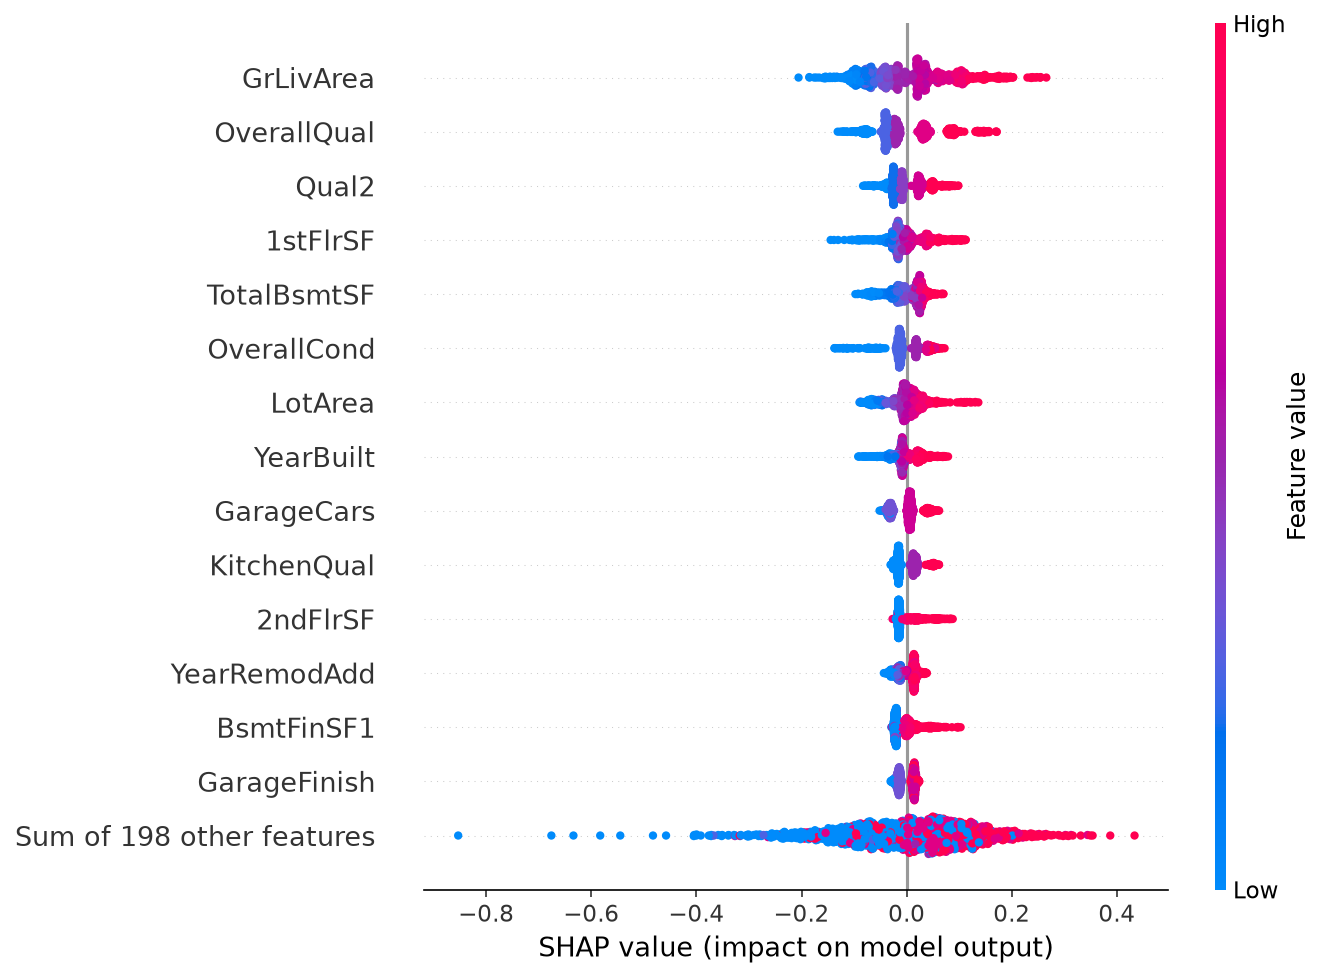 High
GrLivArea
OverallQual
Qual2
1stFlrSF
TotalBsmtSF
OverallCond
LotArea
YearBuilt
GarageCars
KitchenQual
2ndFlrSF
YearRemodAdd
BsmtFinSF1
GarageFinish
Sum of 198 other features
Feature value
Low
−0.8 −0.6 −0.4 −0.2 0.0 0.2 0.4
SHAP value (impact on model output)